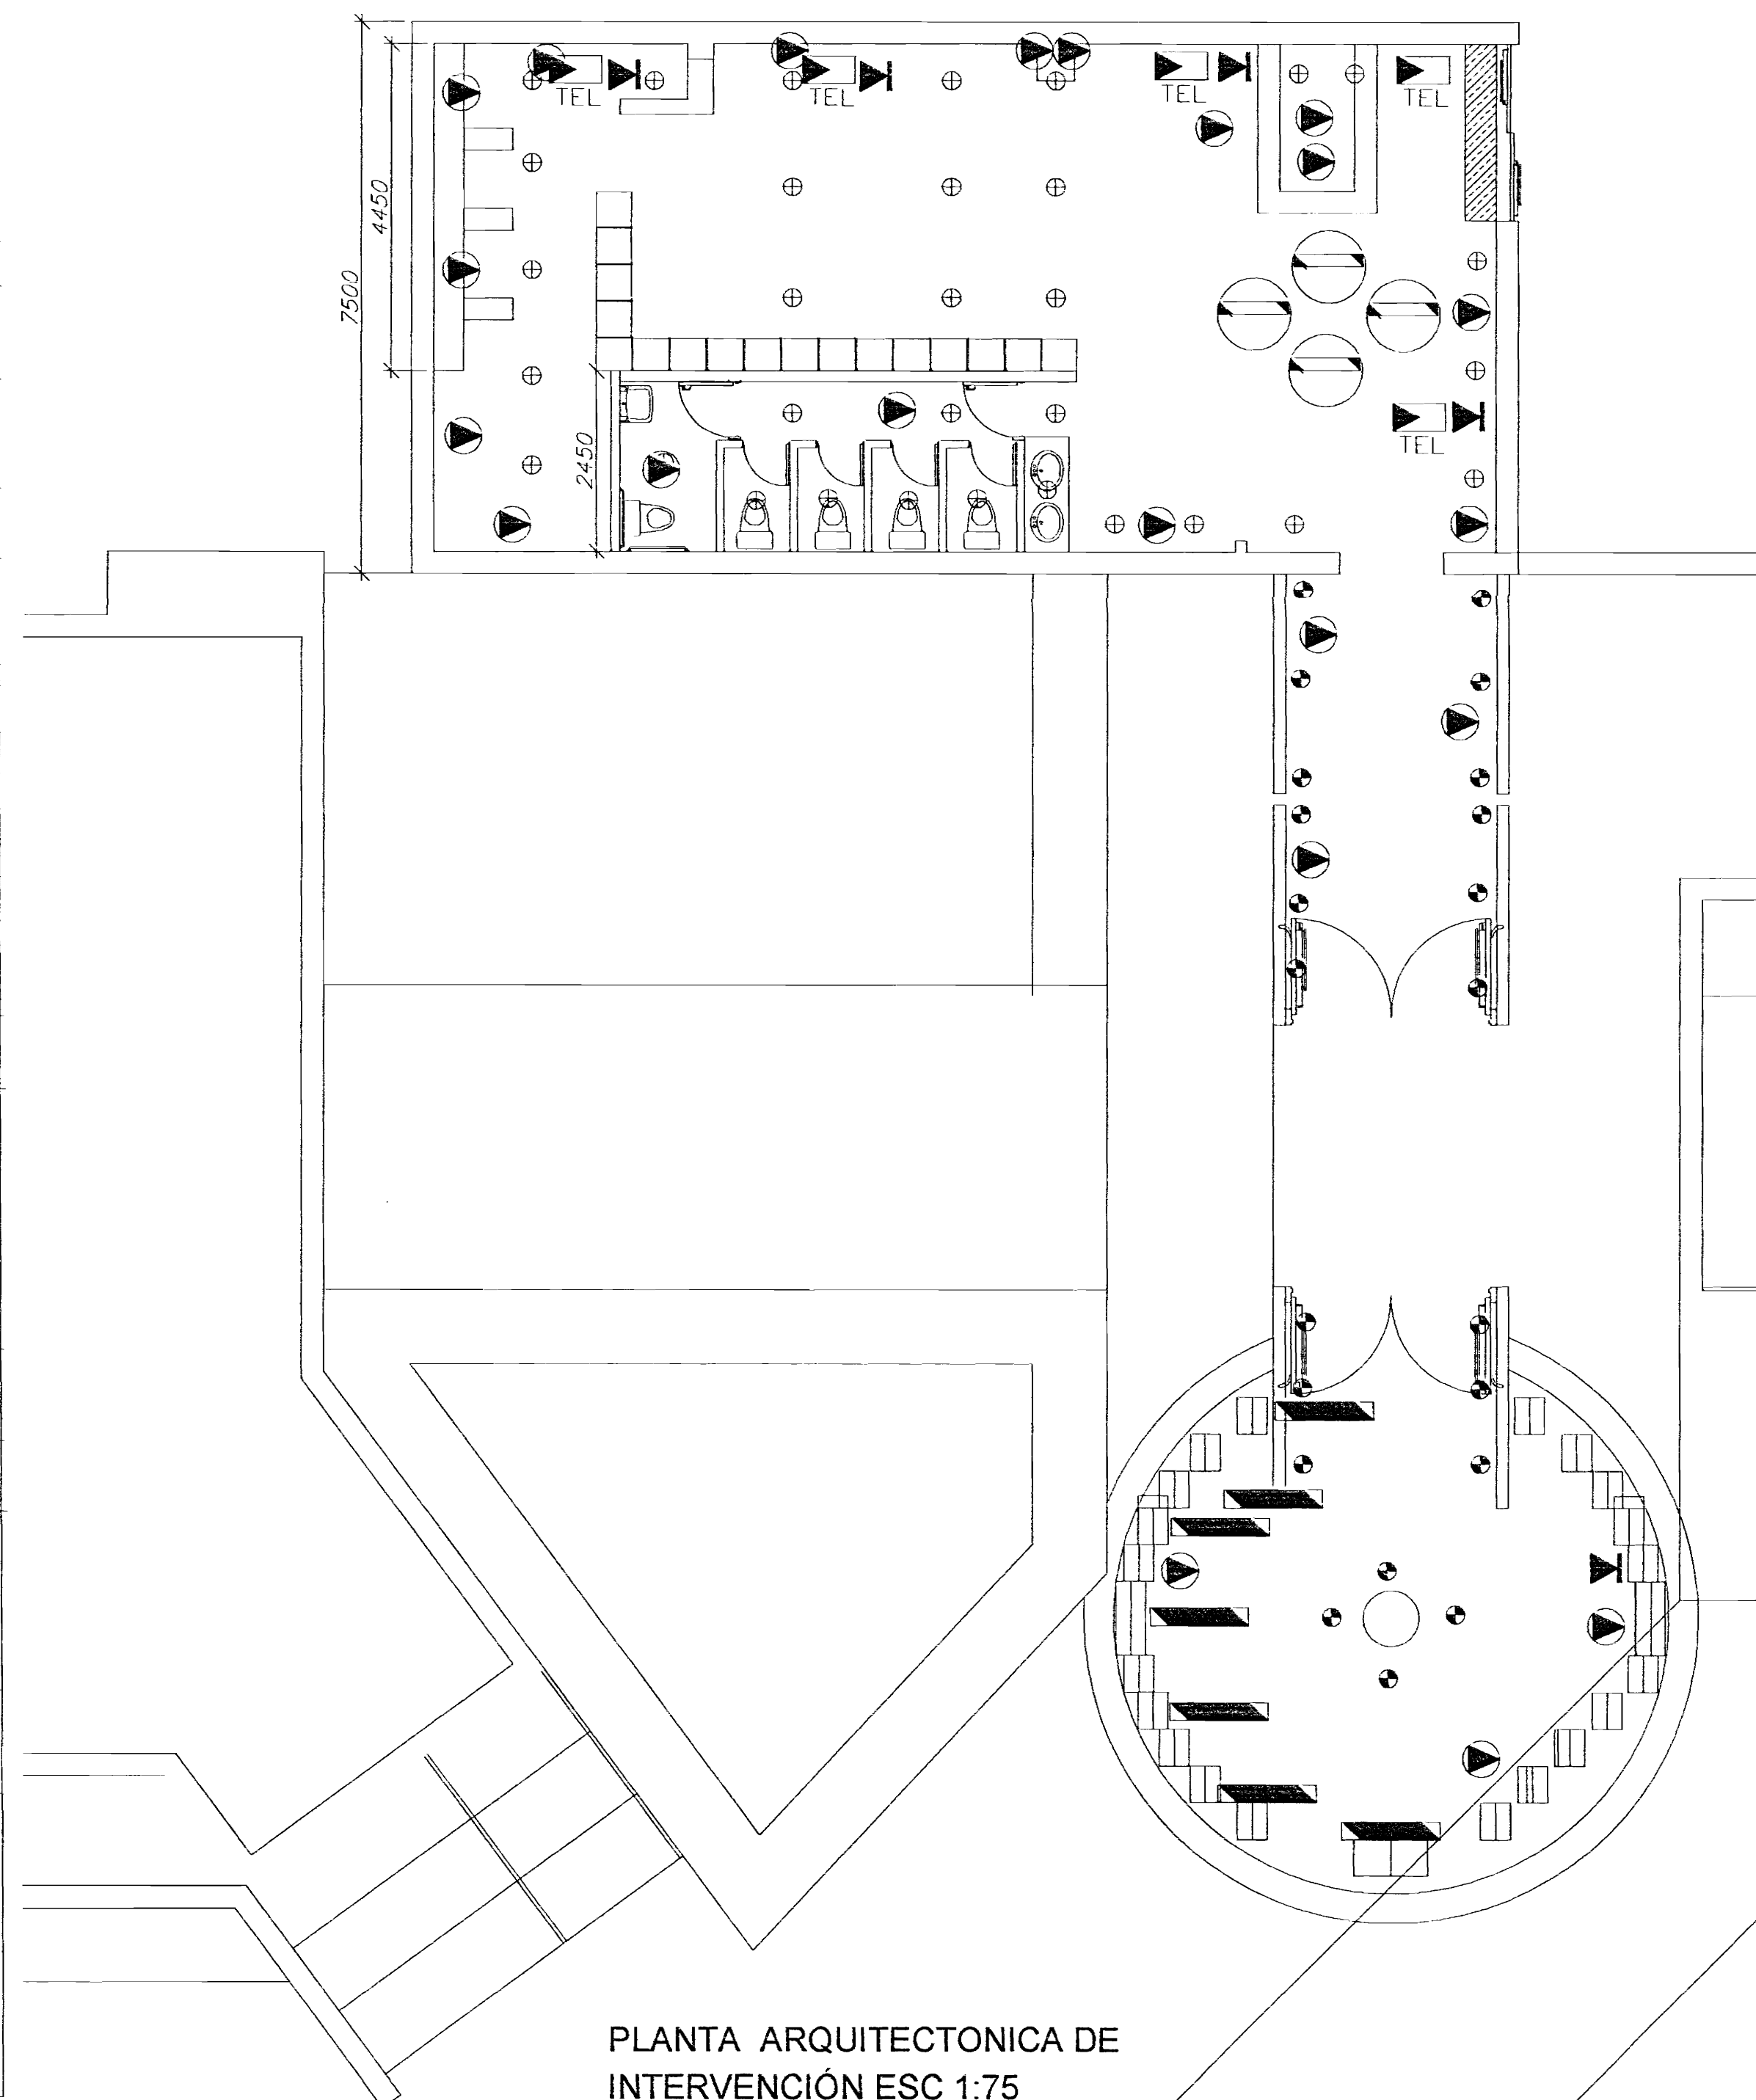 TEL
TEL
TEL
TEL
4450
7500
TEL
2450
PLANTA ARQUITECTONICA DE
INTERVENCIÓN ESC 1:75